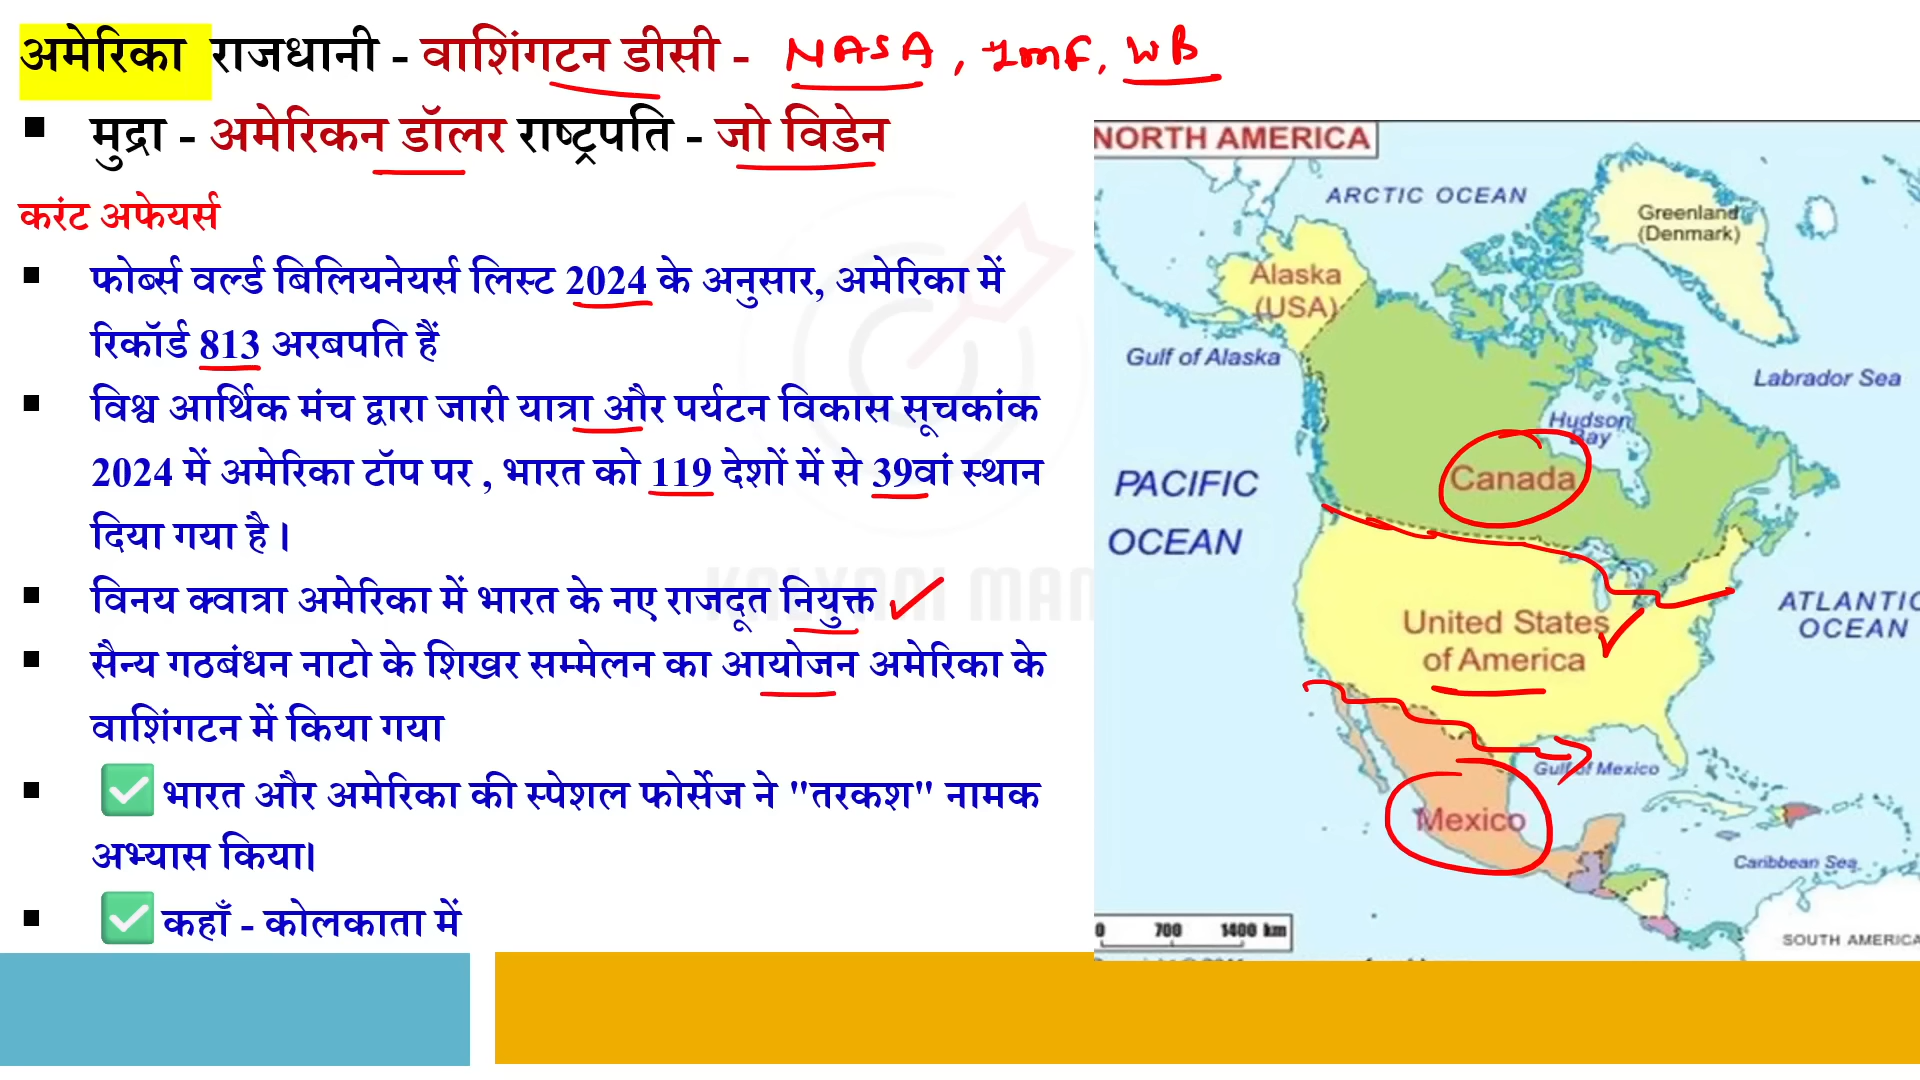 अमेरिका राजधानी - वाशिंगटन डीसी - NASA, IMF, WB
▪ मुद्रा - अमेरिकन डॉलर राष्ट्रपति - जो विडेन
करंट अफेयर्स
▪ फोर्ब्स वर्ल्ड बिलियनेयर्स लिस्ट 2024 के अनुसार, अमेरिका में
रिकॉर्ड 813 अरबपति हैं
▪ विश्व आर्थिक मंच द्वारा जारी यात्रा और पर्यटन विकास सूचकांक
2024 में अमेरिका टॉप पर , भारत को 119 देशों में से 39वां स्थान
दिया गया है।
▪ विनय क्वात्रा अमेरिका में भारत के नए राजदूत नियुक्त
▪ सैन्य गठबंधन नाटो के शिखर सम्मेलन का आयोजन अमेरिका के
वाशिंगटन में किया गया
▪ ✅ भारत और अमेरिका की स्पेशल फोर्सेज ने "तरकश" नामक
अभ्यास किया।
▪ ✅ कहाँ - कोलकाता में
KALYANI MAN
NORTH AMERICA
ARCTIC OCEAN
Greenland
(Denmark)
Alaska
(USA)
Gulf of Alaska
Labrador Sea
Hudson
Bay
Canada
PACIFIC
OCEAN
ATLANTIC
OCEAN
United States
of America
Gulf of Mexico
Mexico
Caribbean Sea
0 700 1400 km
SOUTH AMERICA